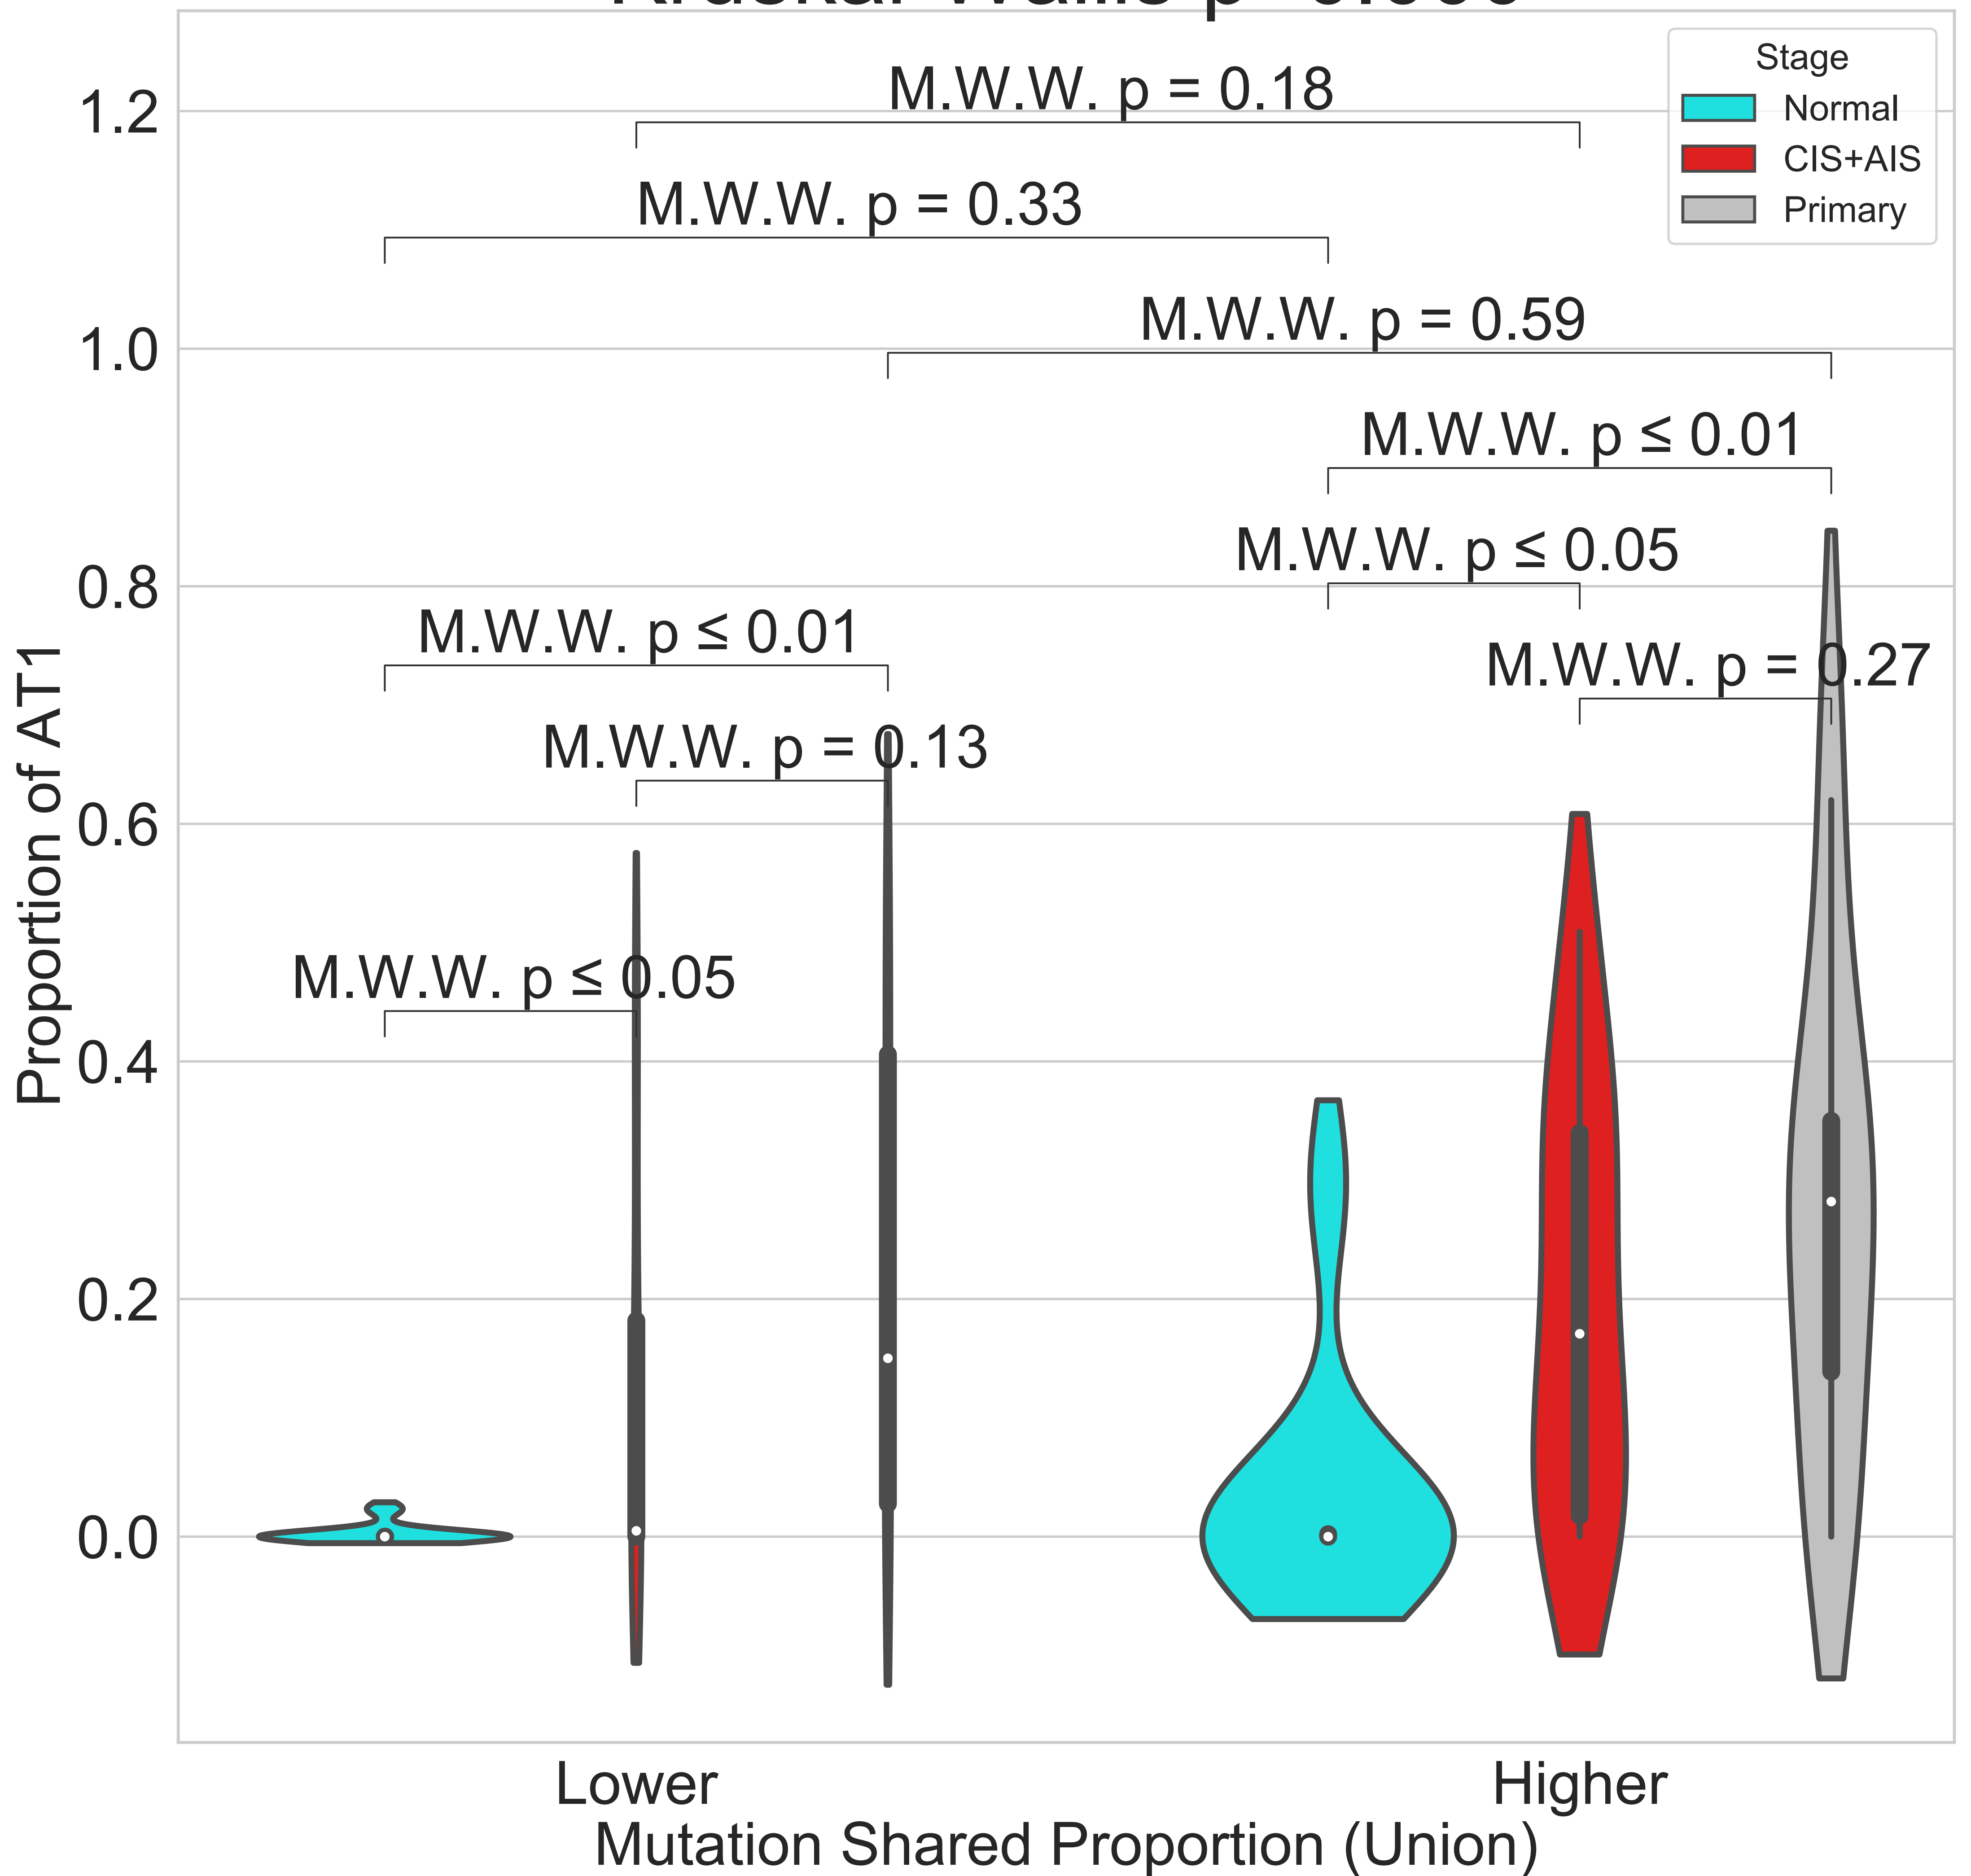 Stage
Normal
CIS+AIS
Primary
M.W.W. p = 0.18
M.W.W. p = 0.33
M.W.W. p = 0.59
M.W.W. p ≤ 0.01
M.W.W. p ≤ 0.05
M.W.W. p = 0.27
M.W.W. p ≤ 0.01
M.W.W. p = 0.13
M.W.W. p ≤ 0.05
1.2
1.0
0.8
0.6
0.4
0.2
0.0
Proportion of AT1
Lower
Higher
Mutation Shared Proportion (Union)